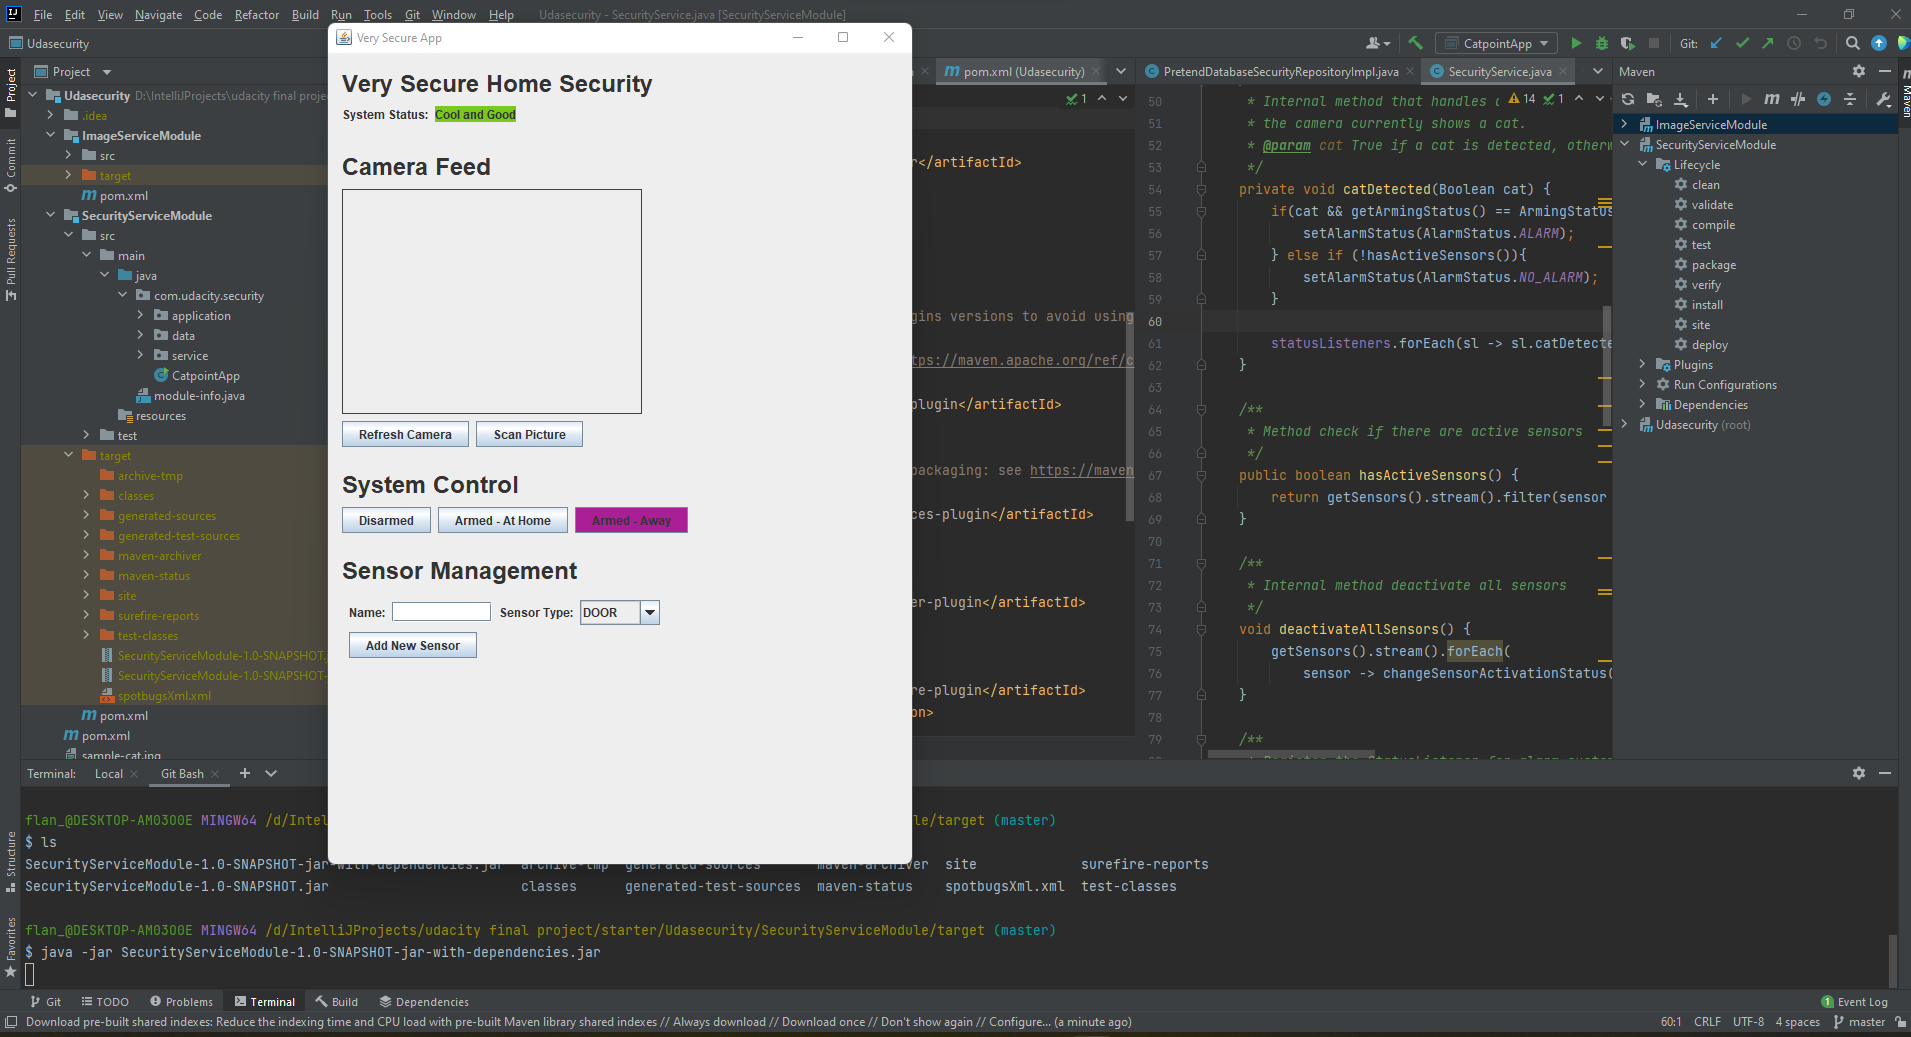 File Edit View Navigate Code Refactor Build Run Tools Git Window Help Udasecurity - SecurityService.java [SecurityServiceModule]
Udasecurity
CatpointApp
Git:
Very Secure App
Very Secure Home Security
System Status: Cool and Good
Camera Feed
Refresh Camera Scan Picture
System Control
Disarmed Armed - At Home Armed - Away
Sensor Management
Name: Sensor Type: DOOR
Add New Sensor
Project
Commit
Pull Requests
Structure
Favorites
Project
Udasecurity D:\IntelliJProjects\udacity final proje
.idea
ImageServiceModule
src
target
pom.xml
SecurityServiceModule
src
main
java
com.udacity.security
application
data
service
CatpointApp
module-info.java
resources
test
target
archive-tmp
classes
generated-sources
generated-test-sources
maven-archiver
maven-status
site
surefire-reports
test-classes
SecurityServiceModule-1.0-SNAPSHOT.j
SecurityServiceModule-1.0-SNAPSHOT-
spotbugsXml.xml
pom.xml
pom.xml
sample-cat.jpg
pom.xml (Udasecurity)
1
r</artifactId>
gins versions to avoid using
tps://maven.apache.org/ref/c
plugin</artifactId>
packaging: see https://maven
ces-plugin</artifactId>
er-plugin</artifactId>
re-plugin</artifactId>
on>
PretendDatabaseSecurityRepositoryImpl.java SecurityService.java
14 1
50 * Internal method that handles
51 * the camera currently shows a cat.
52 * @param cat True if a cat is detected, otherw
53 */
54 private void catDetected(Boolean cat) {
55 if(cat && getArmingStatus() == ArmingStatus
56 setAlarmStatus(AlarmStatus.ALARM);
57 } else if (!hasActiveSensors()){
58 setAlarmStatus(AlarmStatus.NO_ALARM);
59 }
60
61 statusListeners.forEach(sl -> sl.catDetecte
62 }
63
64 /**
65 * Method check if there are active sensors
66 */
67 public boolean hasActiveSensors() {
68 return getSensors().stream().filter(sensor
69 }
70
71 /**
72 * Internal method deactivate all sensors
73 */
74 void deactivateAllSensors() {
75 getSensors().stream().forEach(
76 sensor -> changeSensorActivationStatus(
77 }
78
79 /**
Maven
Maven
ImageServiceModule
SecurityServiceModule
Lifecycle
clean
validate
compile
test
package
verify
install
site
deploy
Plugins
Run Configurations
Dependencies
Udasecurity (root)
Terminal: Local Git Bash
flan_@DESKTOP-AM03O0E MINGW64 /d/Intel le/target (master)
$ ls
SecurityServiceModule-1.0-SNAPSHOT-jar-with-dependencies.jar archive-tmp generated-sources maven-archiver site surefire-reports
SecurityServiceModule-1.0-SNAPSHOT.jar classes generated-test-sources maven-status spotbugsXml.xml test-classes
flan_@DESKTOP-AM03O0E MINGW64 /d/IntelliJProjects/udacity final project/starter/Udasecurity/SecurityServiceModule/target (master)
$ java -jar SecurityServiceModule-1.0-SNAPSHOT-jar-with-dependencies.jar
Git TODO Problems Terminal Build Dependencies 1 Event Log
Download pre-built shared indexes: Reduce the indexing time and CPU load with pre-built Maven library shared indexes // Always download // Download once // Don't show again // Configure... (a minute ago) 60:1 CRLF UTF-8 4 spaces master